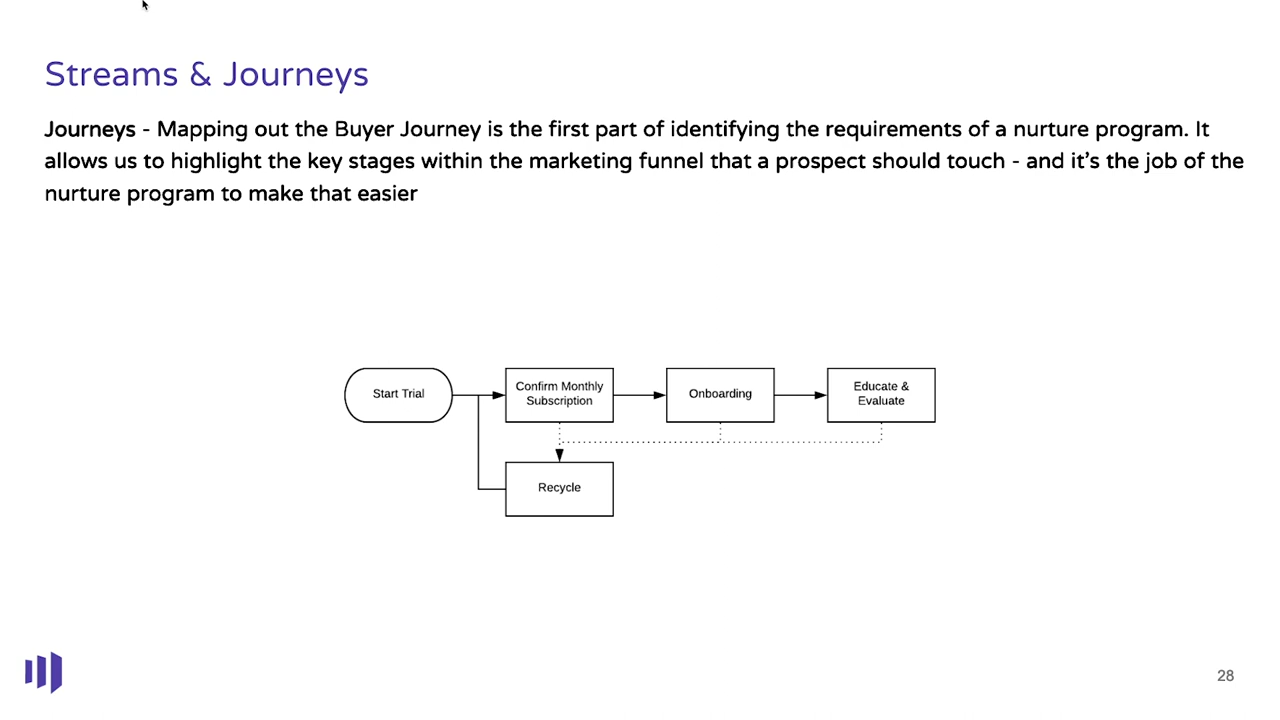 Streams & Journeys
Journeys - Mapping out the Buyer Journey is the first part of identifying the requirements of a nurture program. It
allows us to highlight the key stages within the marketing funnel that a prospect should touch - and it’s the job of the
nurture program to make that easier
Start Trial
Confirm Monthly
Subscription
Onboarding
Educate &
Evaluate
Recycle
28